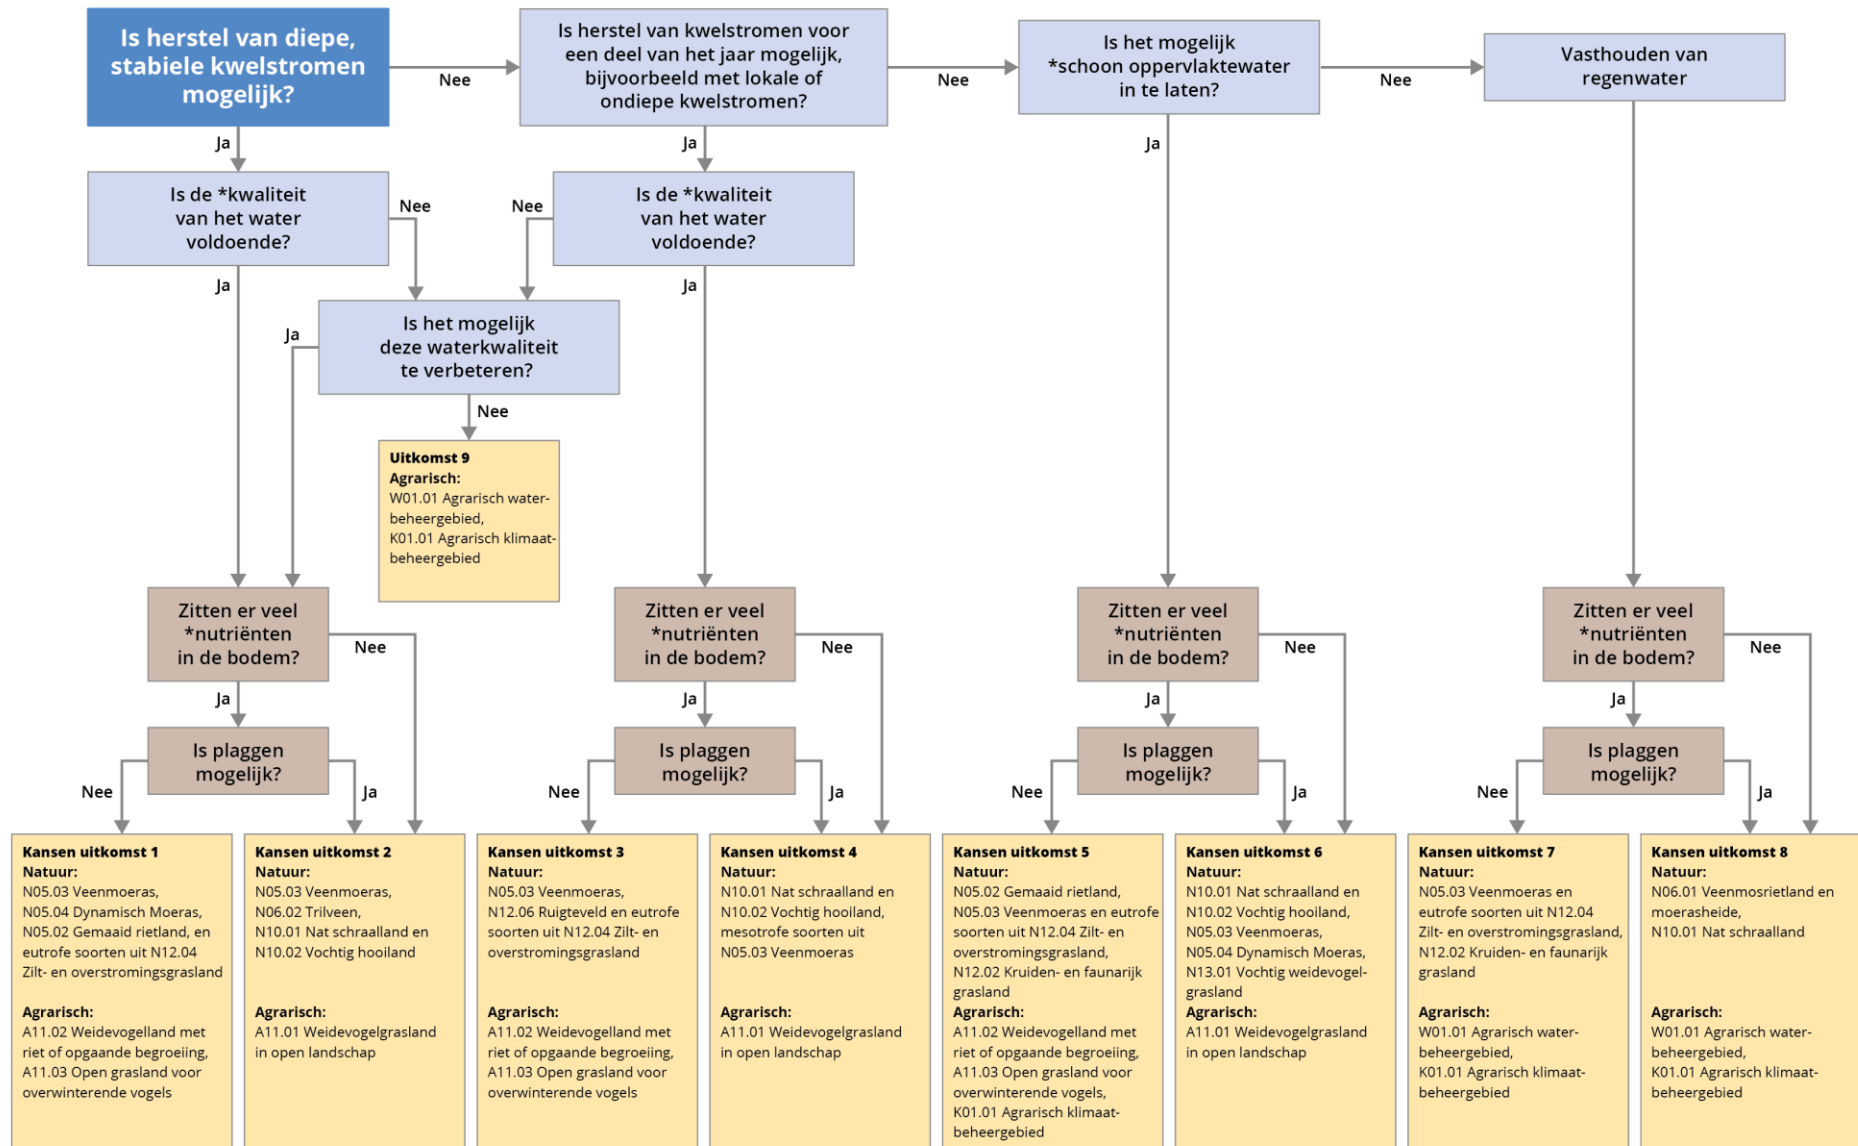 Is herstel van diepe,
stabiele kwelstromen
mogelijk?
Nee
Is herstel van kwelstromen voor
een deel van het jaar mogelijk,
bijvoorbeeld met lokale of
ondiepe kwelstromen?
Nee
Is het mogelijk
*schoon oppervlaktewater
in te laten?
Nee
Vasthouden van
regenwater
Ja
Ja
Ja
Is de *kwaliteit
van het water
voldoende?
Nee
Nee
Is de *kwaliteit
van het water
voldoende?
Ja
Ja
Ja
Is het mogelijk
deze waterkwaliteit
te verbeteren?
Nee
Uitkomst 9
Agrarisch:
W01.01 Agrarisch water-
beheergebied,
K01.01 Agrarisch klimaat-
beheergebied
Zitten er veel
*nutriënten
in de bodem?
Nee
Ja
Is plaggen
mogelijk?
Nee
Ja
Zitten er veel
*nutriënten
in de bodem?
Nee
Ja
Is plaggen
mogelijk?
Nee
Ja
Zitten er veel
*nutriënten
in de bodem?
Nee
Ja
Is plaggen
mogelijk?
Nee
Ja
Zitten er veel
*nutriënten
in de bodem?
Nee
Ja
Is plaggen
mogelijk?
Nee
Ja
Kansen uitkomst 1
Natuur:
N05.03 Veenmoeras,
N05.04 Dynamisch Moeras,
N05.02 Gemaaid rietland, en
eutrofe soorten uit N12.04
Zilt- en overstromingsgrasland
Agrarisch:
A11.02 Weidevogelland met
riet of opgaande begroeiing,
A11.03 Open grasland voor
overwinterende vogels
Kansen uitkomst 2
Natuur:
N05.03 Veenmoeras,
N06.02 Trilveen,
N10.01 Nat schraalland en
N10.02 Vochtig hooiland
Agrarisch:
A11.01 Weidevogelgrasland
in open landschap
Kansen uitkomst 3
Natuur:
N05.03 Veenmoeras,
N12.06 Ruigteveld en eutrofe
soorten uit N12.04 Zilt- en
overstromingsgrasland
Agrarisch:
A11.02 Weidevogelland met
riet of opgaande begroeiing,
A11.03 Open grasland voor
overwinterende vogels
Kansen uitkomst 4
Natuur:
N10.01 Nat schraalland en
N10.02 Vochtig hooiland,
mesotrofe soorten uit
N05.03 Veenmoeras
Agrarisch:
A11.01 Weidevogelgrasland
in open landschap
Kansen uitkomst 5
Natuur:
N05.02 Gemaaid rietland,
N05.03 Veenmoeras en eutrofe
soorten uit N12.04 Zilt- en
overstromingsgrasland,
N12.02 Kruiden- en faunarijk
grasland
Agrarisch:
A11.02 Weidevogelland met
riet of opgaande begroeiing,
A11.03 Open grasland voor
overwinterende vogels,
K01.01 Agrarisch klimaat-
beheergebied
Kansen uitkomst 6
Natuur:
N10.01 Nat schraalland en
N10.02 Vochtig hooiland,
N05.03 Veenmoeras,
N05.04 Dynamisch Moeras,
N13.01 Vochtig weidevogel-
grasland
Agrarisch:
A11.01 Weidevogelgrasland
in open landschap
Kansen uitkomst 7
Natuur:
N05.03 Veenmoeras en
eutrofe soorten uit N12.04
Zilt- en overstromingsgrasland,
N12.02 Kruiden- en faunarijk
grasland
Agrarisch:
W01.01 Agrarisch water-
beheergebied,
K01.01 Agrarisch klimaat-
beheergebied
Kansen uitkomst 8
Natuur:
N06.01 Veenmosrietland en
moerasheide,
N10.01 Nat schraalland
Agrarisch:
W01.01 Agrarisch water-
beheergebied,
K01.01 Agrarisch klimaat-
beheergebied